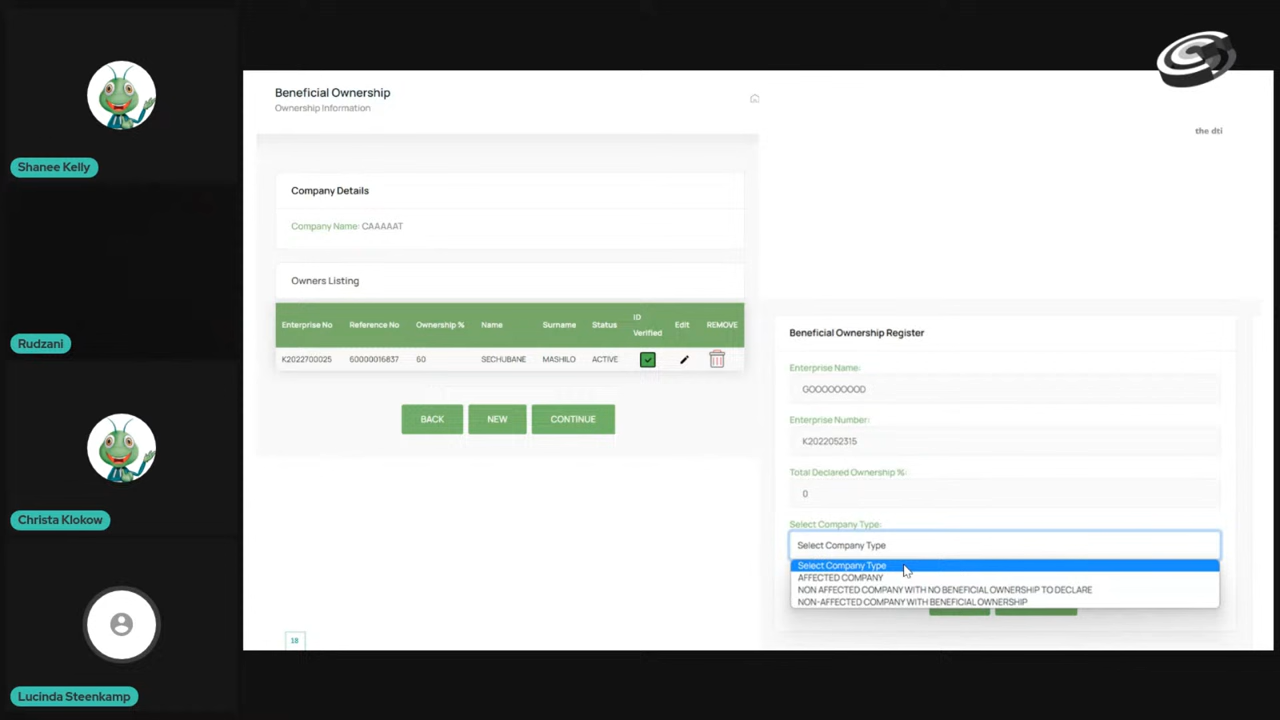 Shanee Kelly
Rudzani
Christa Klokow
Lucinda Steenkamp
Beneficial Ownership
Ownership Information
the dti
Company Details
Company Name: CAAAAAT
Owners Listing
Enterprise No Reference No Ownership % Name Surname Status ID Verified Edit REMOVE
K2022700025 60000016837 60 SECHUBANE MASHILO ACTIVE
BACK NEW CONTINUE
18
Beneficial Ownership Register
Enterprise Name:
GOOOOOOOOD
Enterprise Number:
K2022052315
Total Declared Ownership %:
0
Select Company Type:
Select Company Type
Select Company Type
AFFECTED COMPANY
NON AFFECTED COMPANY WITH NO BENEFICIAL OWNERSHIP TO DECLARE
NON-AFFECTED COMPANY WITH BENEFICIAL OWNERSHIP